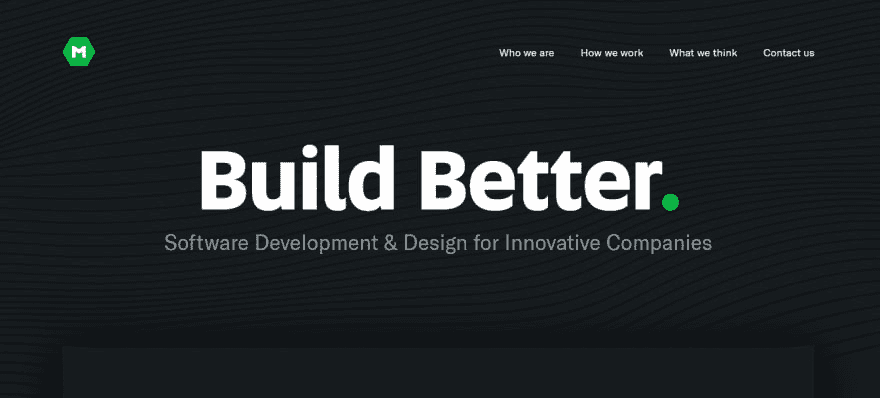 M
Who we are How we work What we think Contact us
Build Better.
Software Development & Design for Innovative Companies